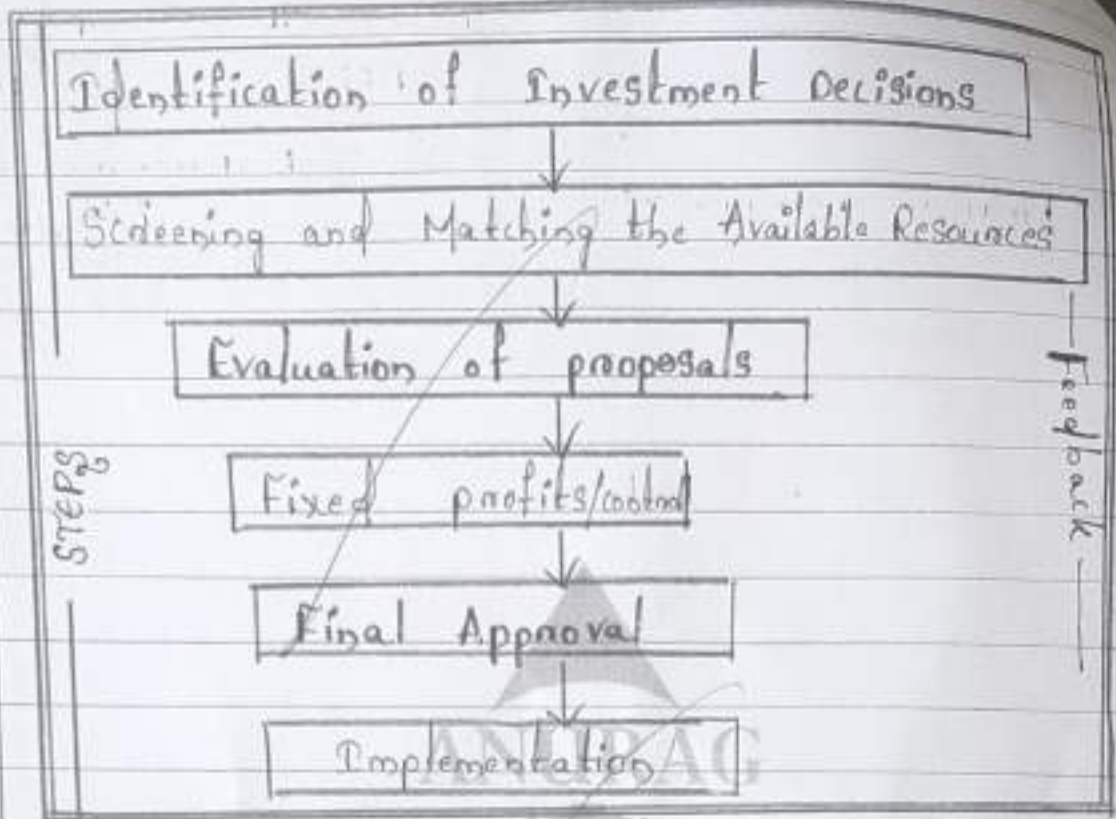 Identification of Investment Decisions
Screening and Matching the Available Resources
Evaluation of proposals
Fixed profits/
Final Approval
Implementation
STEPS
Feedback
ANURAG